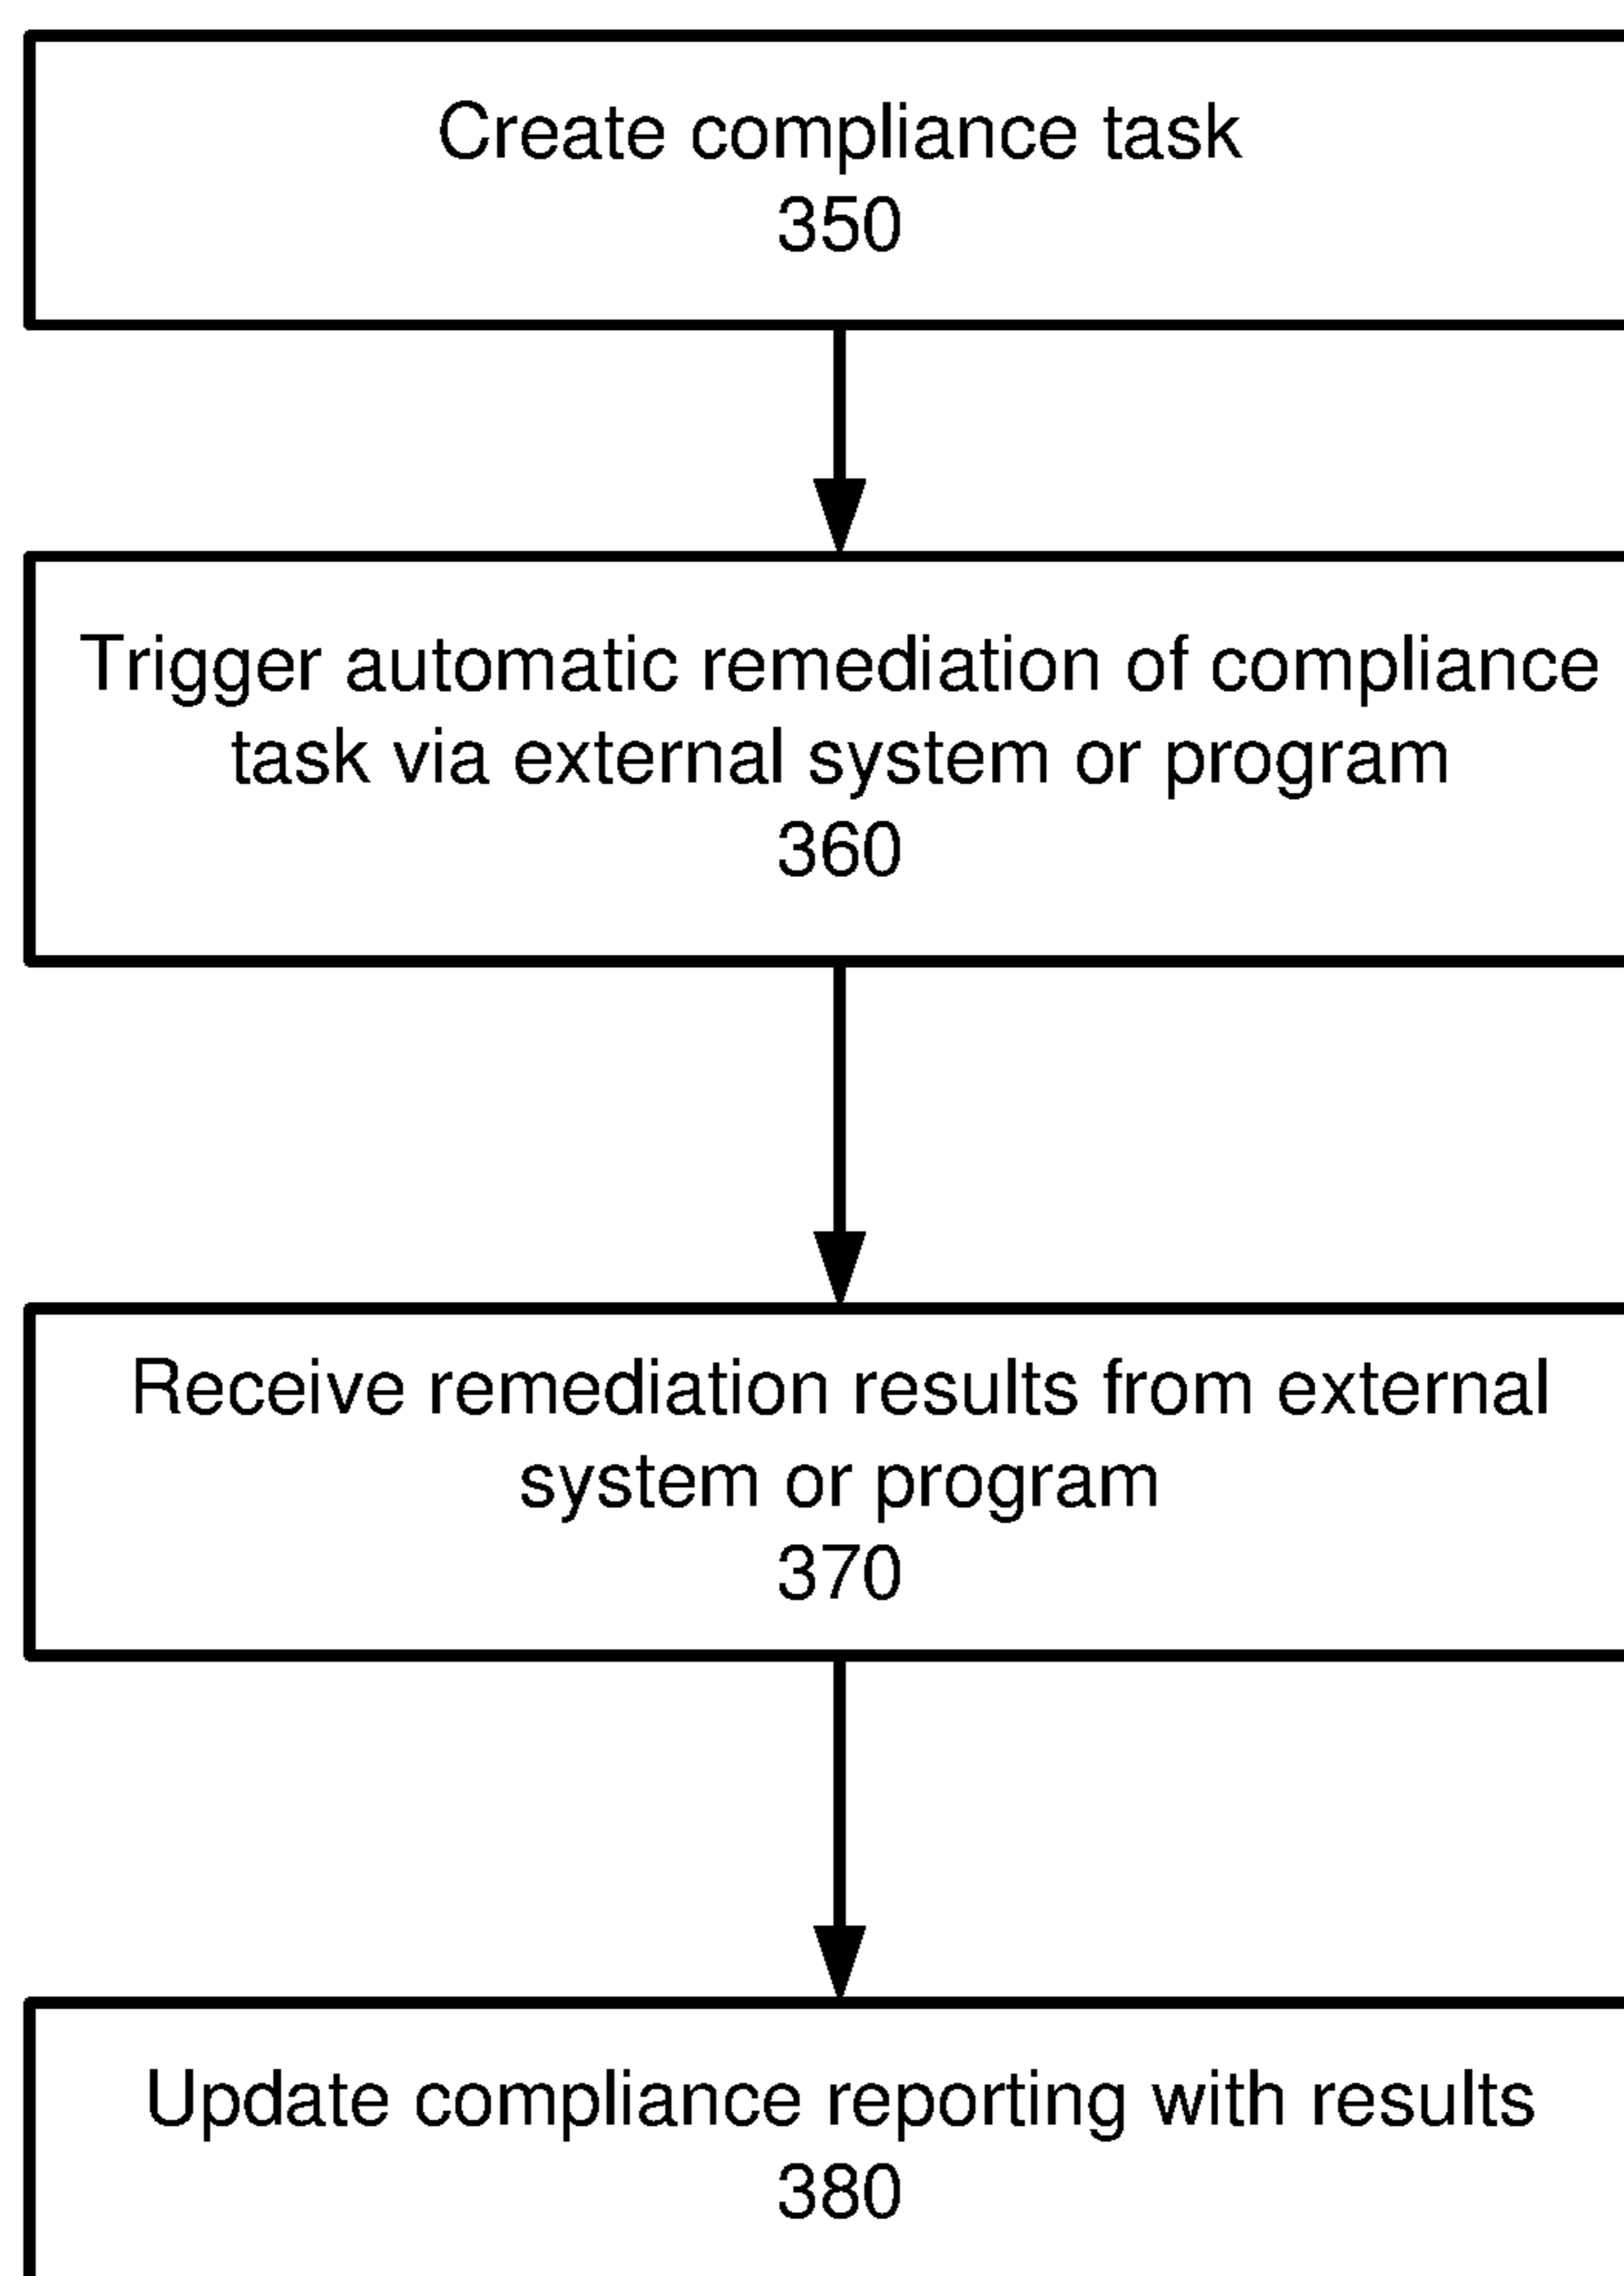 Create compliance task
350
Trigger automatic remediation of compliance
task via external system or program
360
Receive remediation results from external
system or program
370
Update compliance reporting with results
380